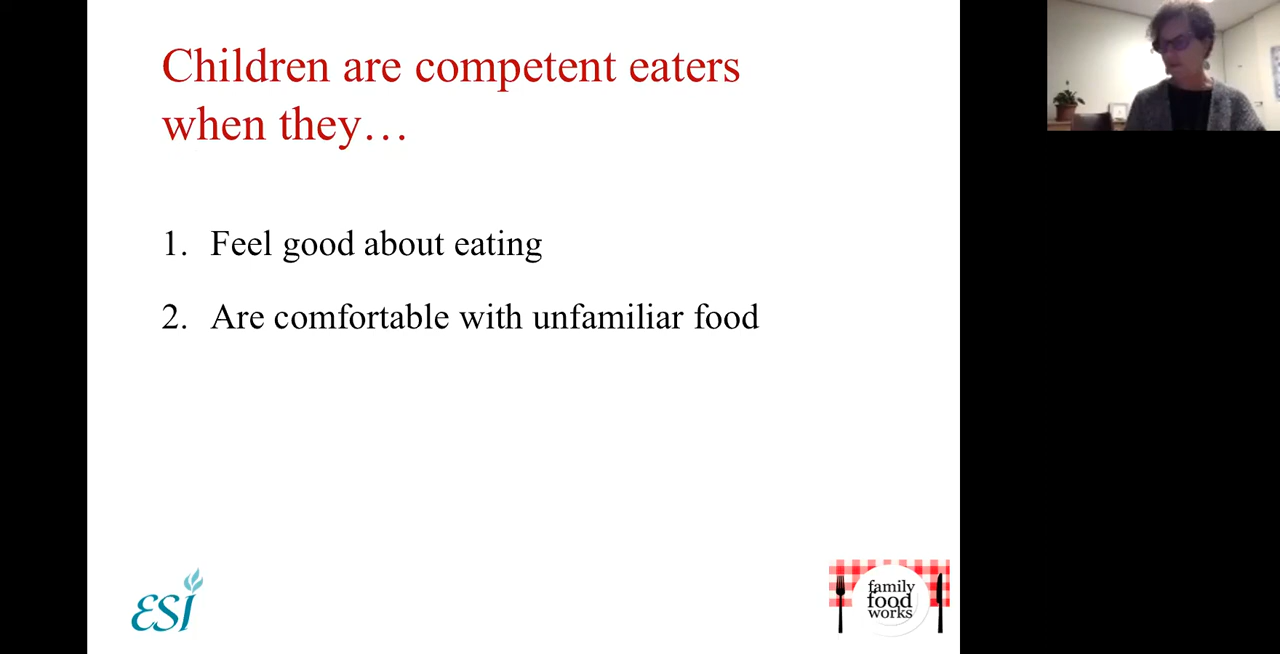 Children are competent eaters
when they…
1. Feel good about eating
2. Are comfortable with unfamiliar food
ESI
family
food
works